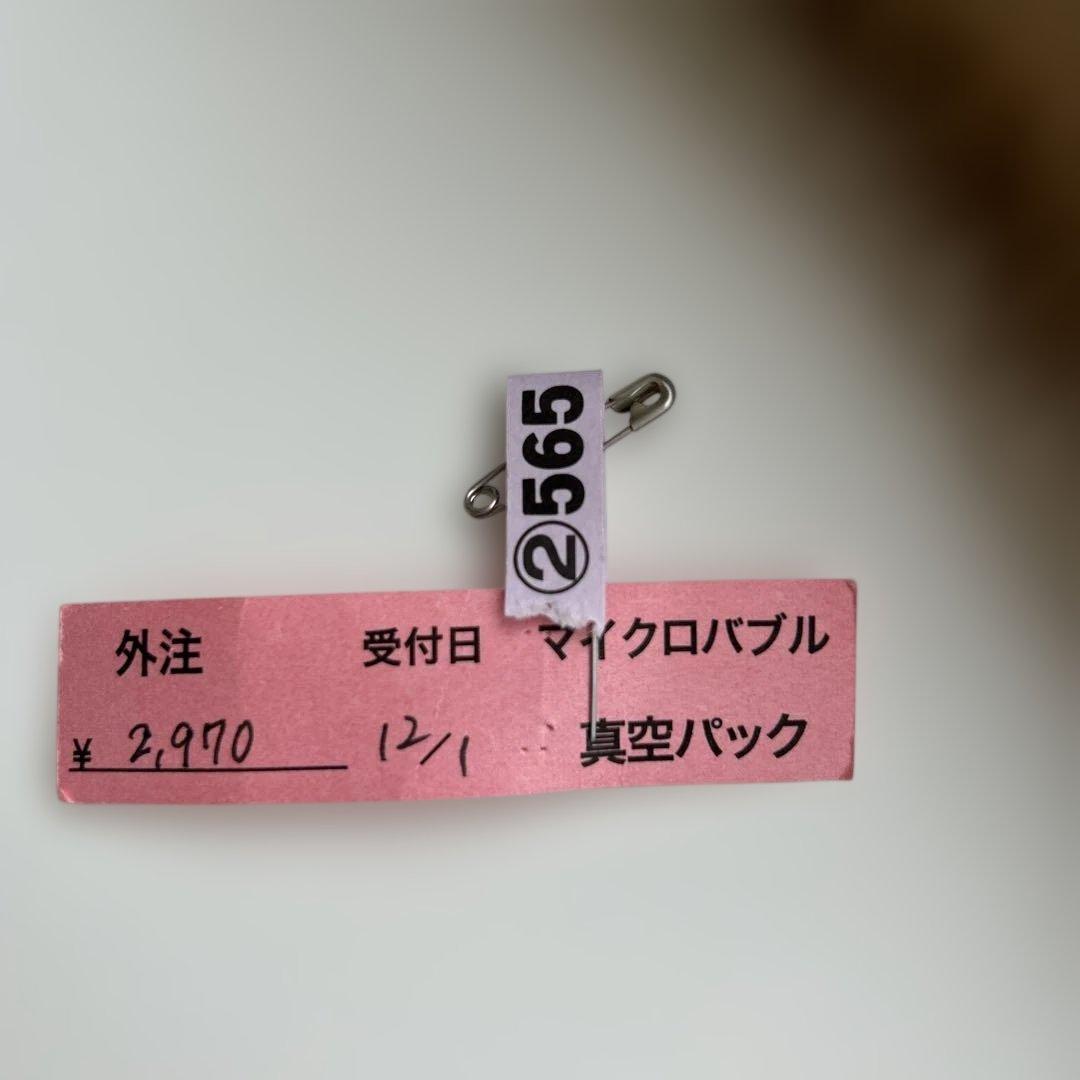 ②565
外注 受付日 マイクロバブル
¥ 2,970 12/1 真空パック